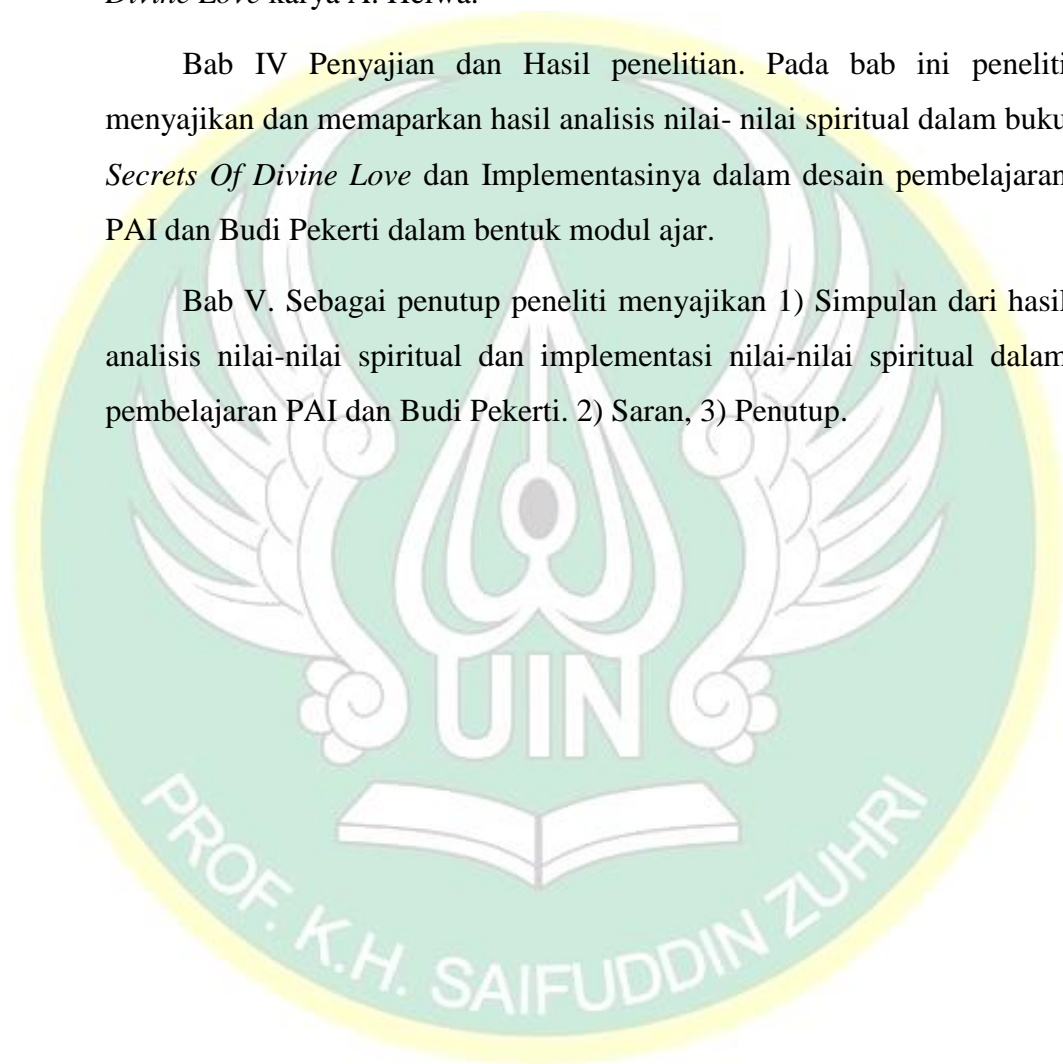 Divine Love karya A. Helwa.
Bab IV Penyajian dan Hasil penelitian. Pada bab ini peneliti
menyajikan dan memaparkan hasil analisis nilai- nilai spiritual dalam buku
Secrets Of Divine Love dan Implementasinya dalam desain pembelajaran
PAI dan Budi Pekerti dalam bentuk modul ajar.
Bab V. Sebagai penutup peneliti menyajikan 1) Simpulan dari hasil
analisis nilai-nilai spiritual dan implementasi nilai-nilai spiritual dalam
pembelajaran PAI dan Budi Pekerti. 2) Saran, 3) Penutup.
UIN
PROF. K.H. SAIFUDDIN ZUHRI